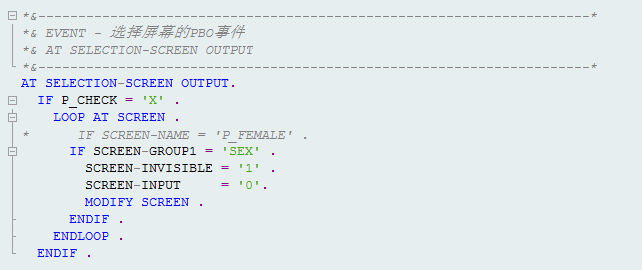 *&---------------------------------------------------------------------*
*& EVENT - 选择屏幕的PBO事件
*& AT SELECTION-SCREEN OUTPUT
*&---------------------------------------------------------------------*
AT SELECTION-SCREEN OUTPUT.
  IF P_CHECK = 'X' .
    LOOP AT SCREEN .
*      IF SCREEN-NAME = 'P_FEMALE' .
      IF SCREEN-GROUP1 = 'SEX' .
        SCREEN-INVISIBLE = '1' .
        SCREEN-INPUT     = '0'.
        MODIFY SCREEN .
      ENDIF .
    ENDLOOP .
  ENDIF .